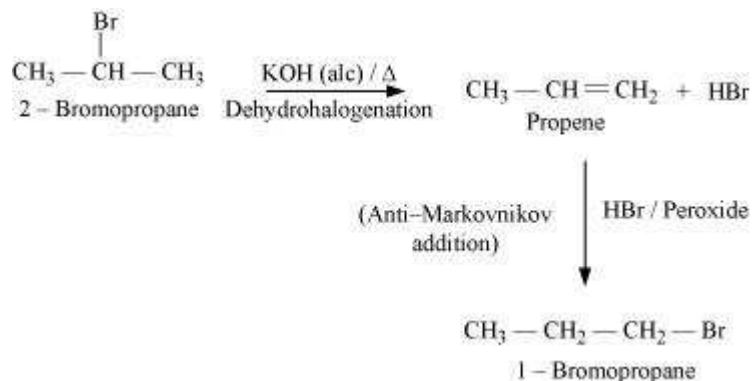 Br
CH₃ — CH — CH₃
2 – Bromopropane
KOH (alc) / Δ
Dehydrohalogenation
CH₃ — CH ═ CH₂ + HBr
Propene
(Anti–Markovnikov
addition)
HBr / Peroxide
CH₃ — CH₂ — CH₂ — Br
1 – Bromopropane